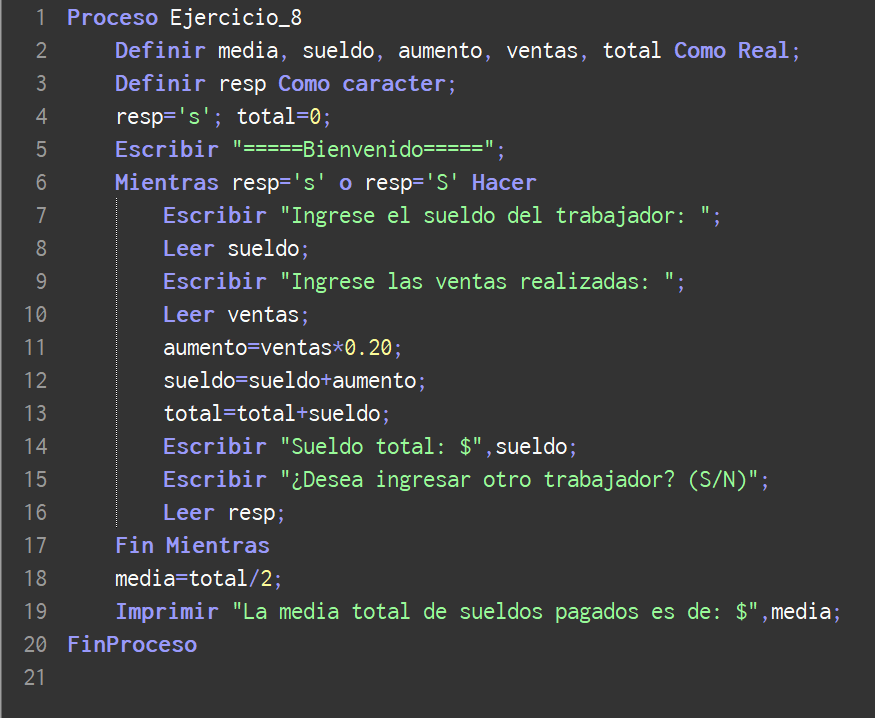 1 Proceso Ejercicio_8
2 Definir media, sueldo, aumento, ventas, total Como Real;
3 Definir resp Como caracter;
4 resp='s'; total=0;
5 Escribir "=====Bienvenido=====";
6 Mientras resp='s' o resp='S' Hacer
7 Escribir "Ingrese el sueldo del trabajador: ";
8 Leer sueldo;
9 Escribir "Ingrese las ventas realizadas: ";
10 Leer ventas;
11 aumento=ventas*0.20;
12 sueldo=sueldo+aumento;
13 total=total+sueldo;
14 Escribir "Sueldo total: $",sueldo;
15 Escribir "¿Desea ingresar otro trabajador? (S/N)";
16 Leer resp;
17 Fin Mientras
18 media=total/2;
19 Imprimir "La media total de sueldos pagados es de: $",media;
20 FinProceso
21